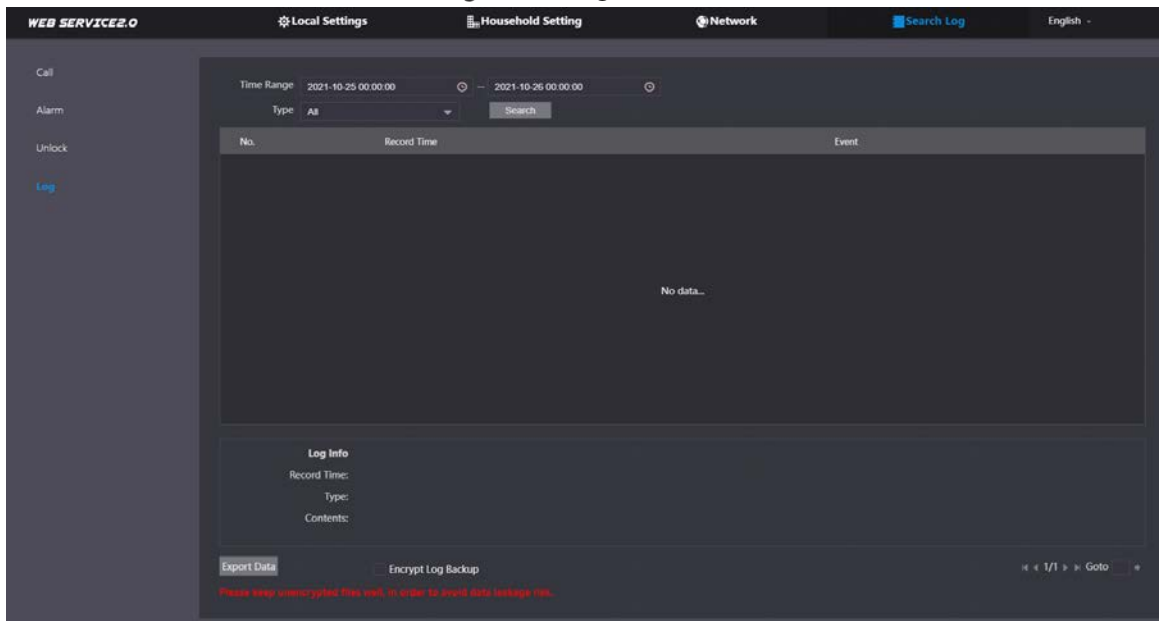 WEB SERVICE2.0 Local Settings Household Setting Network Search Log English
Call
Alarm
Unlock
Log
Time Range 2021-10-25 00:00:00 — 2021-10-26 00:00:00
Type All Search
No. Record Time Event
No data...
Log Info
Record Time:
Type:
Contents:
Export Data Encrypt Log Backup 1/1 Goto
Please keep unencrypted files well, in order to avoid data leakage risk.